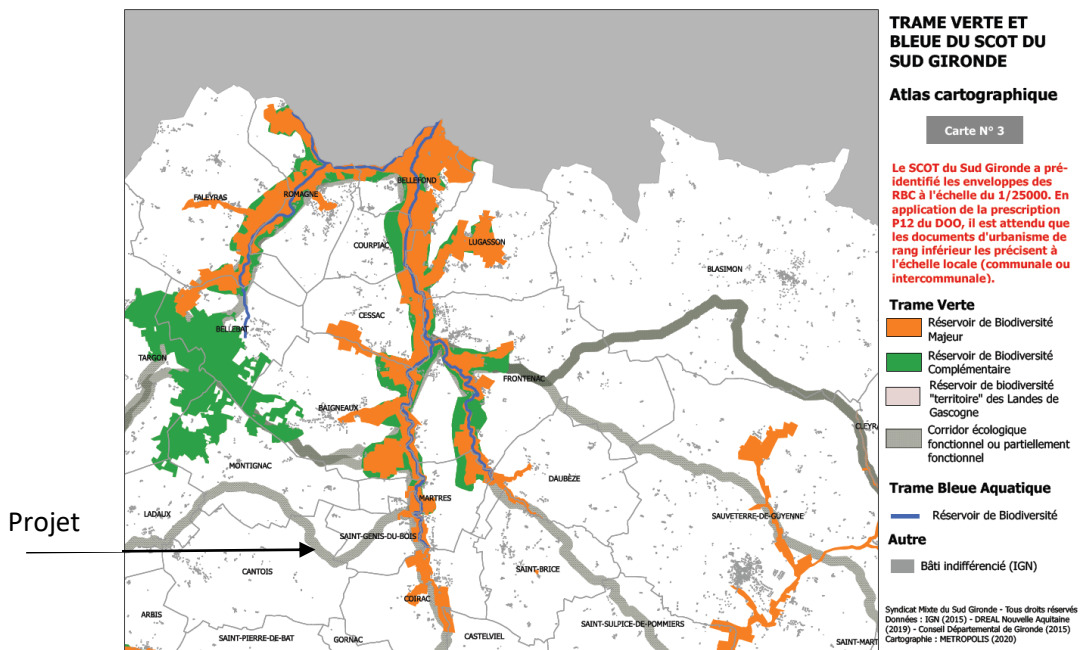 TRAME VERTE ET
BLEUE DU SCOT DU
SUD GIRONDE
Atlas cartographique
Carte N° 3
Le SCOT du Sud Gironde a pré-
identifié les enveloppes des
RBC à l'échelle du 1/25000. En
application de la prescription
P12 du DOO, il est attendu que
les documents d'urbanisme de
rang inférieur les précisent à
l'échelle locale (communale ou
intercommunale).
Trame Verte
Réservoir de Biodiversité
Majeur
Réservoir de Biodiversité
Complémentaire
Réservoir de biodiversité
"territoire" des Landes de
Gascogne
Corridor écologique
fonctionnel ou partiellement
fonctionnel
Trame Bleue Aquatique
Réservoir de Biodiversité
Autre
Bâti indifférencié (IGN)
Syndicat Mixte du Sud Gironde - Tous droits réservés
Données : IGN (2015) - DREAL Nouvelle Aquitaine
(2019) - Conseil Départemental de Gironde (2015)
Cartographie : METROPOLIS (2020)
Projet
BELLEFOND
ROMAGNE
FALEYRAS
COURPIAC
LUGASSON
BLASIMON
CESSAC
BELLEBAT
TARGON
FRONTENAC
BAIGNEAUX
CLEYRA
MONTIGNAC
DAUBÈZE
MARTRES
LADAUX
SAUVETERRE-DE-GUYENNE
SAINT-GENIS-DU-BOIS
CANTOIS
SAINT-BRICE
COIRAC
ARBIS
SAINT-SULPICE-DE-POMMIERS
SAINT-PIERRE-DE-BAT
GORNAC
CASTELVIEL
SAINT-MART